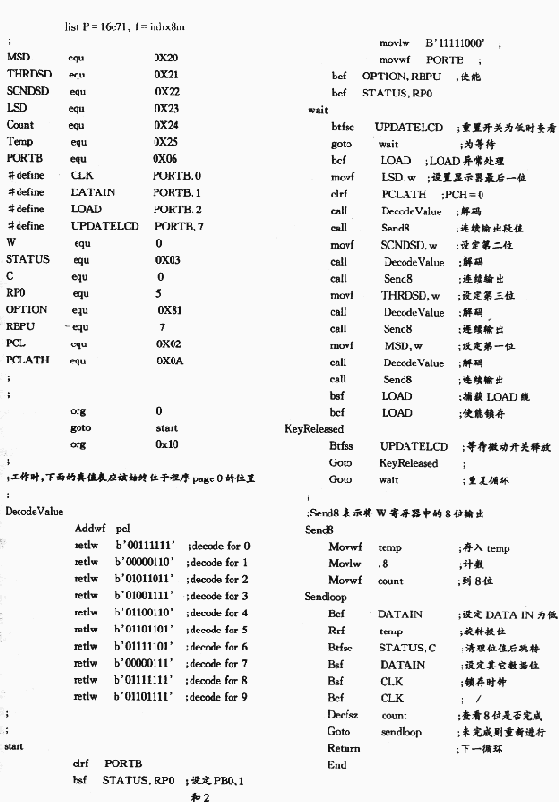 list P = 16c71, f = inhx8m
;
MSD equ 0X20
THRDSD equ 0X21
SCNDSD equ 0X22
LSD equ 0X23
Count equ 0X24
Temp equ 0X25
PORTB equ 0X06
#define CLK PORTB.0
#define DATAIN PORTB,1
#define LOAD PORTB.2
#define UPDATELCD PORTB,7
W equ 0
STATUS equ 0X03
C equ 0
RP0 equ 5
OPTION equ 0X81
REPU equ 7
PCL equ 0X02
PCLATH equ 0X0A
;
;
org 0
goto start
org 0x10
;
;工作时,下面的真值表应该始终位于程序 page 0 的位置
;
DecodeValue
Addwf pcl
retlw b'00111111' ;decode for 0
retlw b'00000110' ;decode for 1
retlw b'01011011' ;decode for 2
retlw b'01001111' ;decode for 3
retlw b'01100110' ;decode for 4
retlw b'01101101' ;decode for 5
retlw b'01111101' ;decode for 6
retlw b'00000111' ;decode for 7
retlw b'01111111' ;decode for 8
retlw b'01101111' ;decode for 9
;
;
start
clrf PORTB
bsf STATUS,RP0 ;设定 PB0,1
和 2
movlw B'11111000' ,
movwf PORTB ;
bcf OPTION,REPU ;使能
bcf STATUS,RP0
wait
btfsc UPDATELCD ;重置开关为低时查看
goto wait ;为等待
bcf LOAD ;LOAD 异常处理
movf LSD,w ;设置显示器最后一位
clrf PCLATH ;PCH=0
call DecodeValue ;解码
call Send8 ;连续输出段值
movf SCNDSD,w ;设定第二位
call DecodeValue ;解码
call Send8 ;连续输出
movf THRDSD,w ;设定第三位
call DecodeValue ;解码
call Send8 ;连续输出
movf MSD,w ;设定第一位
call DecodeValue ;解码
call Send8 ;连续输出
bsf LOAD ;捕获 LOAD 线
bcf LOAD ;使能锁存
KeyReleased
Btfss UPDATELCD ;等待微动开关释放
Goto KeyReleased ;
Goto wait ;重复循环
;
;Send8 表示将 W 寄存器中的 8 位输出
Send8
Movwf temp ;存入 temp
Movlw .8 ;计数
Movwf count ;到 8 位
Sendloop
Bcf DATAIN ;设定 DATA IN 为低
Rrf temp ;旋转数位
Btfsc STATUS,C ;清理位值后跳转
Bsf DATAIN ;设定其它数据位
Bsf CLK ;锁存时钟
Bcf CLK ; /
Decfsz count ;查看 8 位是否完成
Goto sendloop ;未完成则重新进行
Return ;下一循环
End